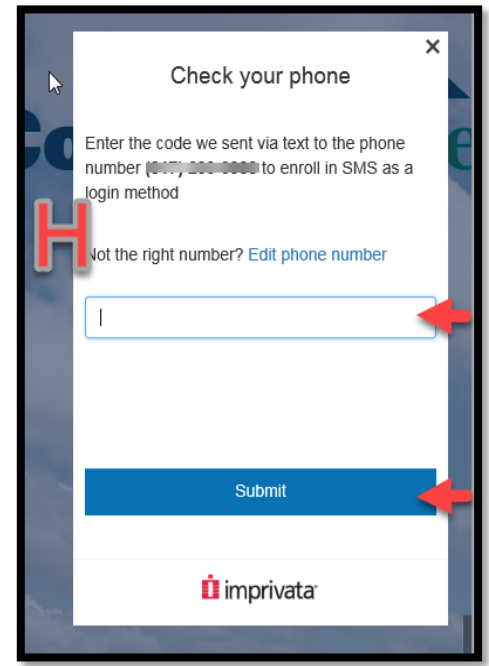 ×
Check your phone
Enter the code we sent via text to the phone
number to enroll in SMS as a
login method
H
Not the right number? Edit phone number
Submit
imprivata